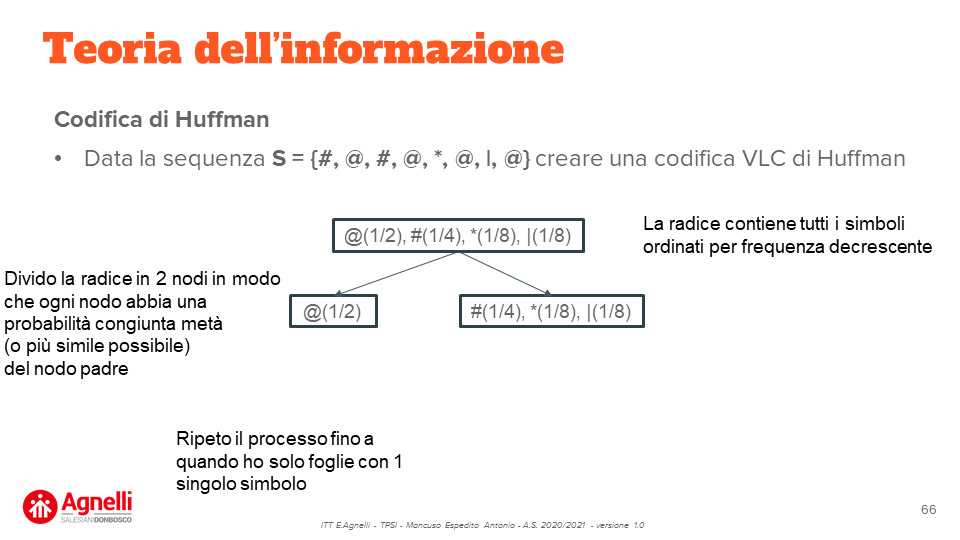 Teoria dell'informazione
Codifica di Huffman
• Data la sequenza S = {#, @, #, @, *, @, |, @} creare una codifica VLC di Huffman
@(1/2), #(1/4), *(1/8), |(1/8)
La radice contiene tutti i simboli
ordinati per frequenza decrescente
Divido la radice in 2 nodi in modo
che ogni nodo abbia una
probabilità congiunta metà
(o più simile possibile)
del nodo padre
@(1/2)
#(1/4), *(1/8), |(1/8)
Ripeto il processo fino a
quando ho solo foglie con 1
singolo simbolo
Agnelli
SALESIANIDONBOSCO
ITT E.Agnelli - TPSI - Mancuso Espedito Antonio - A.S. 2020/2021 - versione 1.0
66